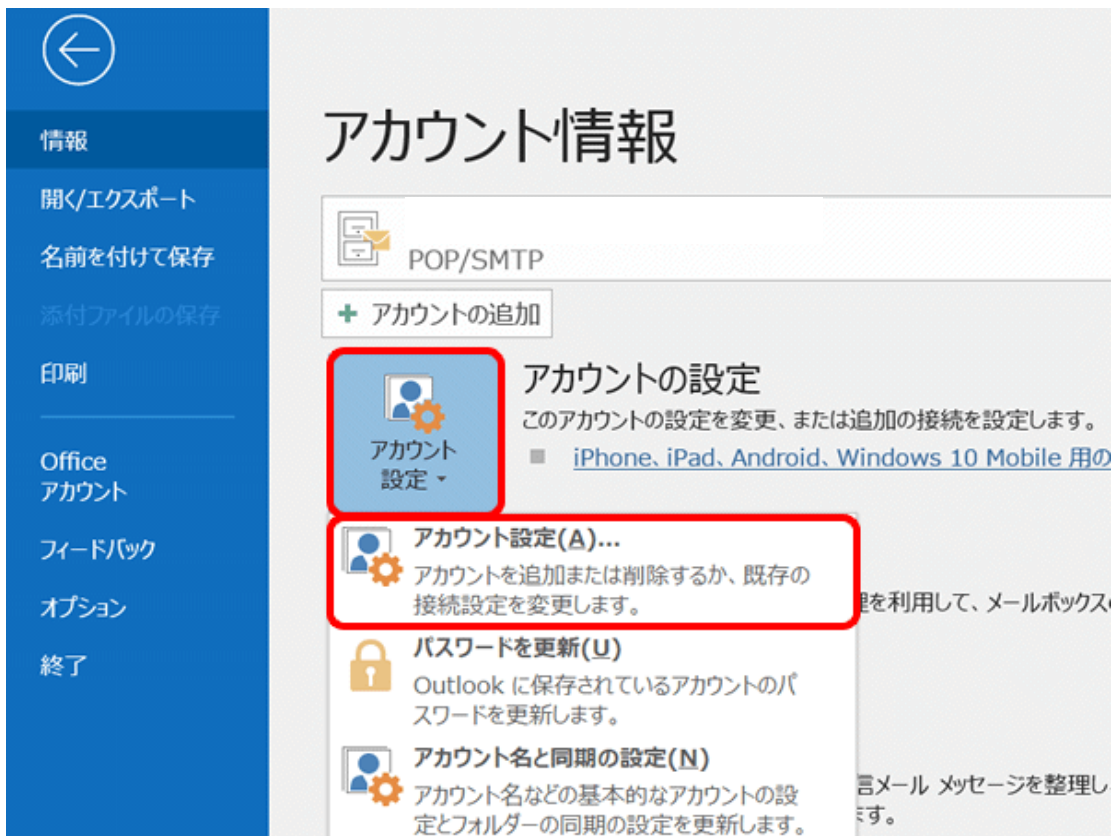 情報
開く/エクスポート
名前を付けて保存
添付ファイルの保存
印刷
Office
アカウント
フィードバック
オプション
終了
アカウント情報
POP/SMTP
アカウントの追加
アカウント
設定
アカウントの設定
このアカウントの設定を変更、または追加の接続を設定します。
iPhone、iPad、Android、Windows 10 Mobile 用の
アカウント設定(A)...
アカウントを追加または削除するか、既存の
接続設定を変更します。
を利用して、メールボックス
パスワードを更新(U)
Outlook に保存されているアカウントのパ
スワードを更新します。
アカウント名と同期の設定(N)
アカウント名などの基本的なアカウントの設
定とフォルダーの同期の設定を更新します。
メール メッセージを整理し
ます。